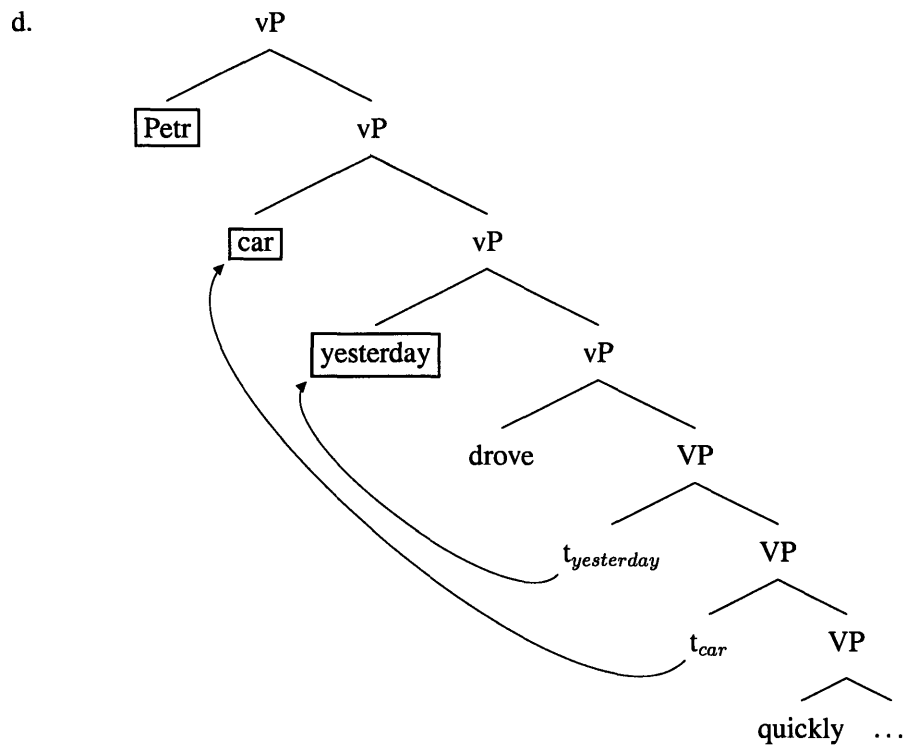 d. vP
Petr vP
car vP
yesterday vP
drove VP
t_yesterday VP
t_car VP
quickly ...